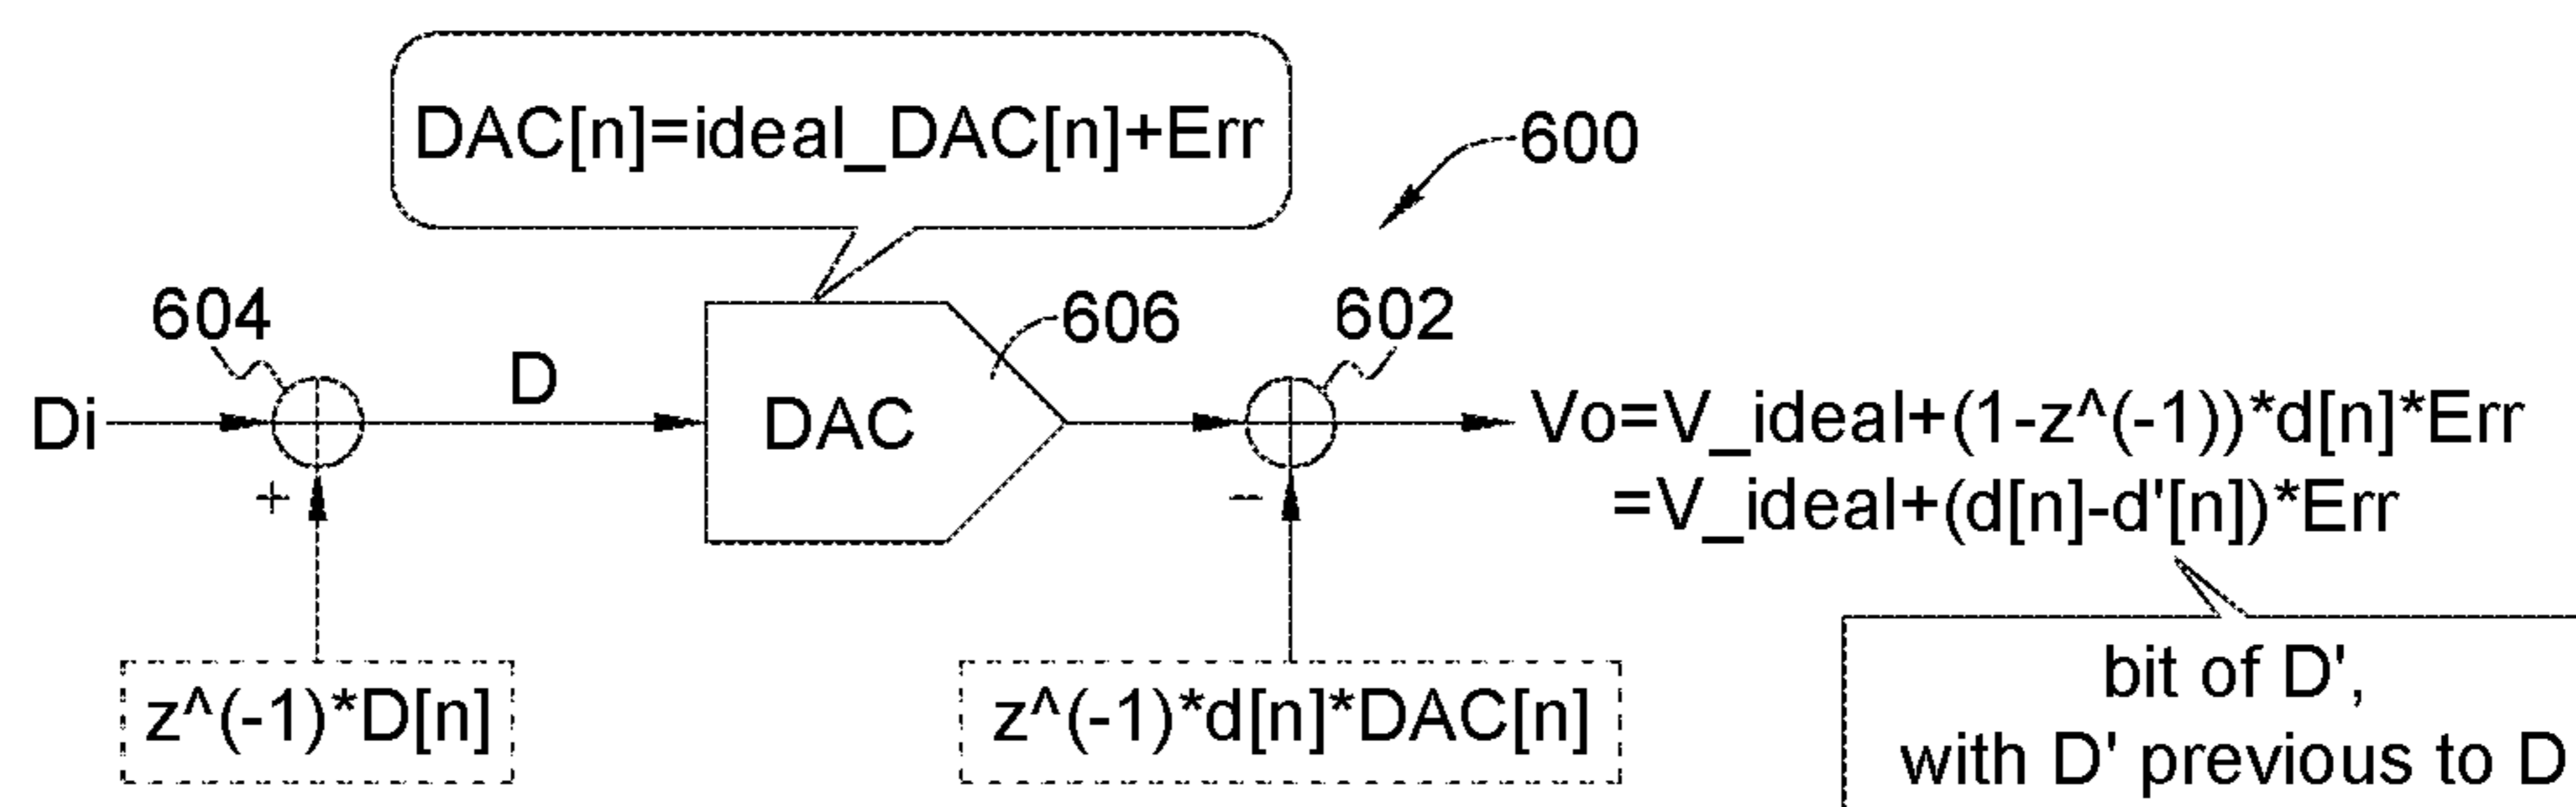 DAC[n]=ideal_DAC[n]+Err
600
604
606
602
Di
D
DAC
Vo=V_ideal+(1-z^(-1))*d[n]*Err
=V_ideal+(d[n]-d'[n])*Err
+
−
z^(-1)*D[n]
z^(-1)*d[n]*DAC[n]
bit of D',
with D' previous to D